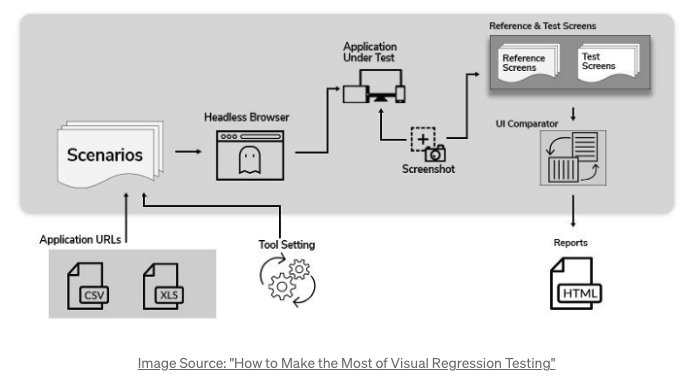 Reference & Test Screens
Application
Under Test
Reference
Screens
Test
Screens
Headless Browser
UI Comparator
Scenarios
Screenshot
Application URLs
Tool Setting
Reports
CSV
XLS
HTML
Image Source: "How to Make the Most of Visual Regression Testing"